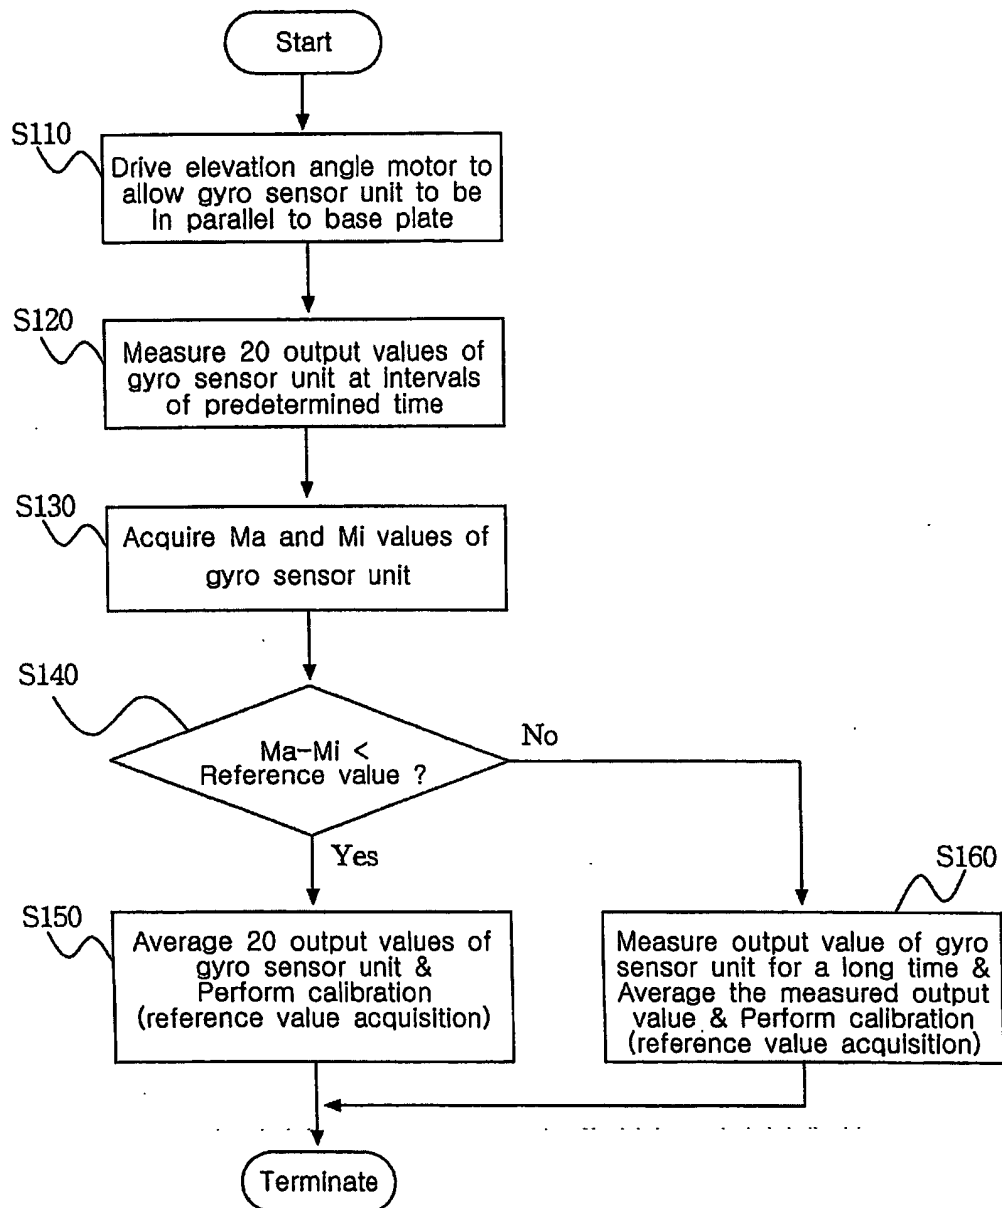 Start
S110
Drive elevation angle motor to
allow gyro sensor unit to be
in parallel to base plate
S120
Measure 20 output values of
gyro sensor unit at intervals
of predetermined time
S130
Acquire Ma and Mi values of
gyro sensor unit
S140
Ma-Mi <
Reference value ?
No
Yes
S150
Average 20 output values of
gyro sensor unit &
Perform calibration
(reference value acquisition)
S160
Measure output value of gyro
sensor unit for a long time &
Average the measured output
value & Perform calibration
(reference value acquisition)
Terminate